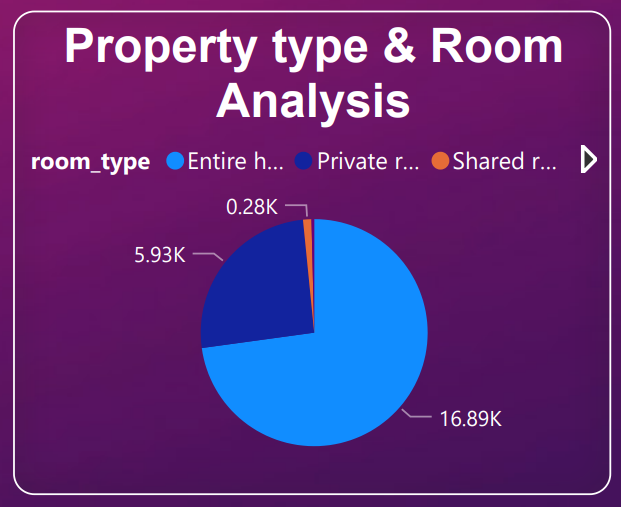 Property type & Room
Analysis
room_type Entire h... Private r... Shared r...
0.28K
5.93K
16.89K